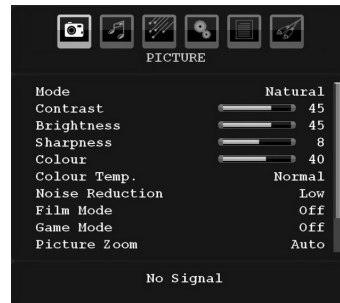 PICTURE
Mode Natural
Contrast 45
Brightness 45
Sharpness 8
Colour 40
Colour Temp. Normal
Noise Reduction Low
Film Mode Off
Game Mode Off
Picture Zoom Auto
No Signal